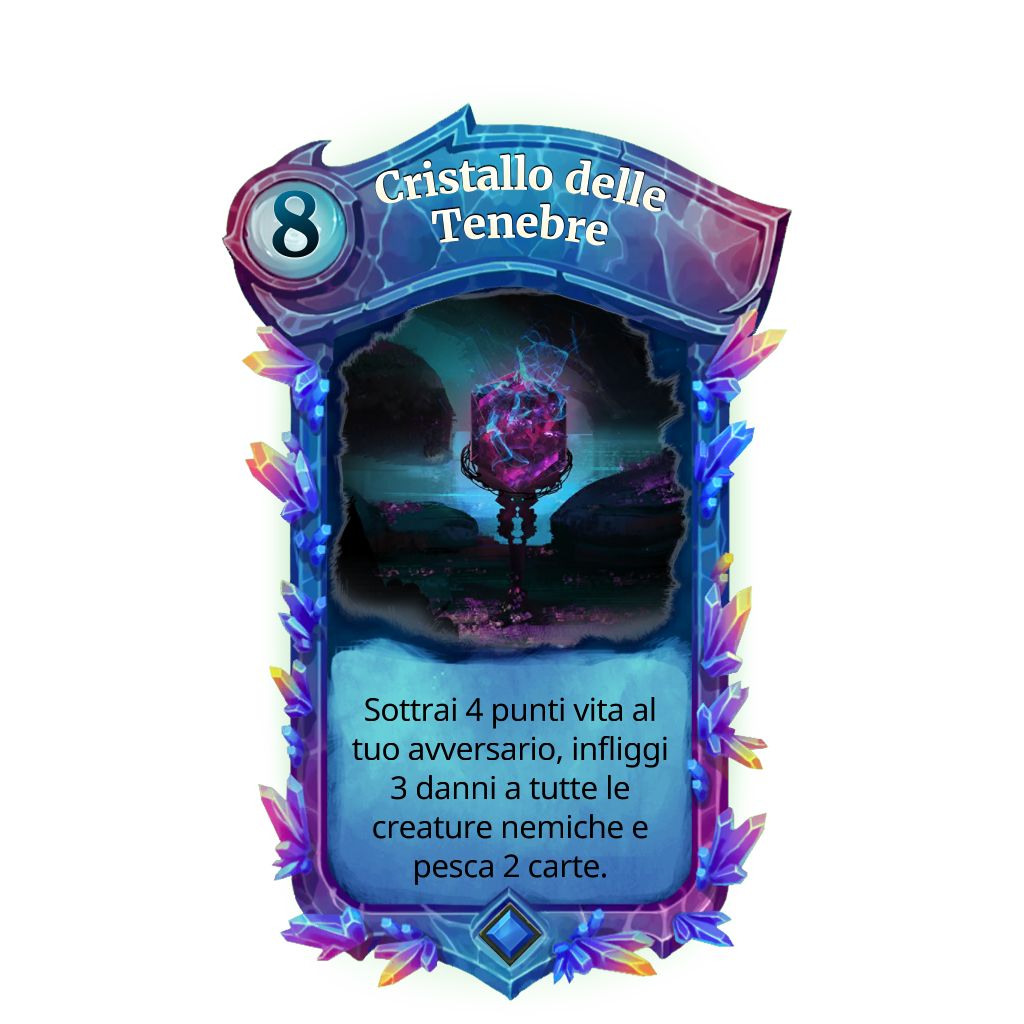 8
Cristallo delle
Tenebre
Sottrai 4 punti vita al
tuo avversario, infliggi
3 danni a tutte le
creature nemiche e
pesca 2 carte.